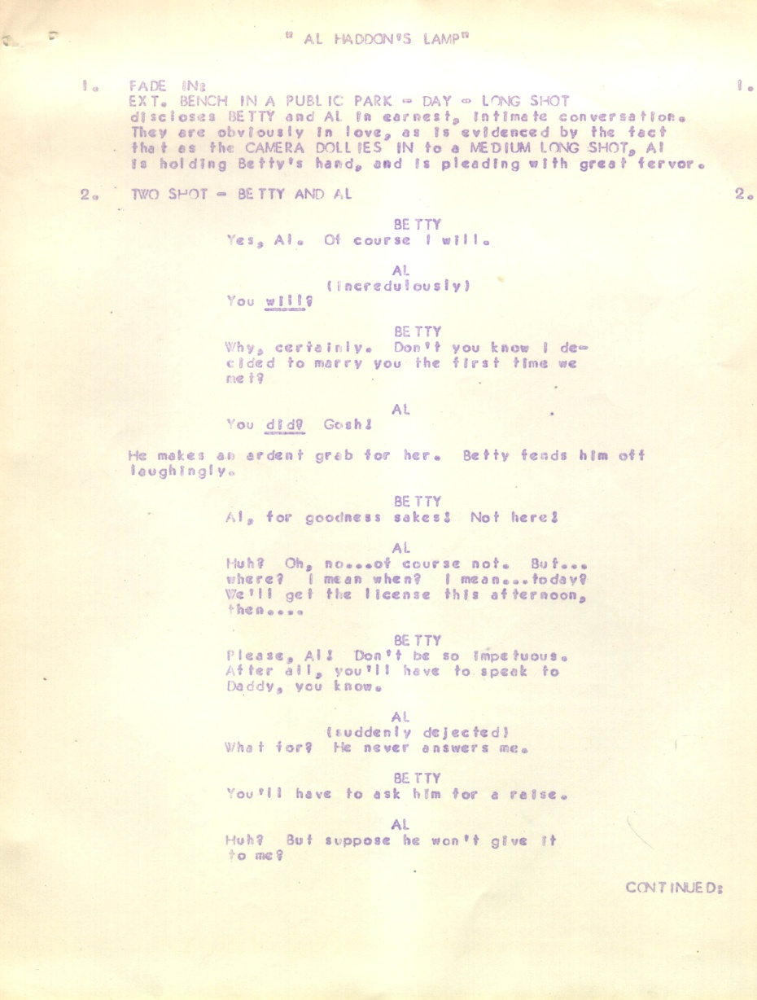 " AL HADDON'S LAMP"
1. FADE IN: 1.
EXT. BENCH IN A PUBLIC PARK - DAY - LONG SHOT
discloses BETTY and Al in earnest, intimate conversation.
They are obviously in love, as is evidenced by the fact
that as the CAMERA DOLLIES IN to a MEDIUM LONG SHOT, Al
is holding Betty's hand, and is pleading with great fervor.
2. TWO SHOT - BETTY AND AL 2.
BETTY
Yes, Al. Of course I will.
AL
(incredulously)
You will?
BETTY
Why, certainly. Don't you know I de-
cided to marry you the first time we
met?
AL
You did? Gosh!
He makes an ardent grab for her. Betty fends him off
laughingly.
BETTY
Al, for goodness sakes! Not here!
AL
Huh? Oh, no...of course not. But...
where? I mean when? I mean...today?
We'll get the license this afternoon,
then....
BETTY
Please, Al! Don't be so impetuous.
After all, you'll have to speak to
Daddy, you know.
AL
(suddenly dejected)
What for? He never answers me.
BETTY
You'll have to ask him for a raise.
AL
Huh? But suppose he won't give it
to me?
CONTINUED: